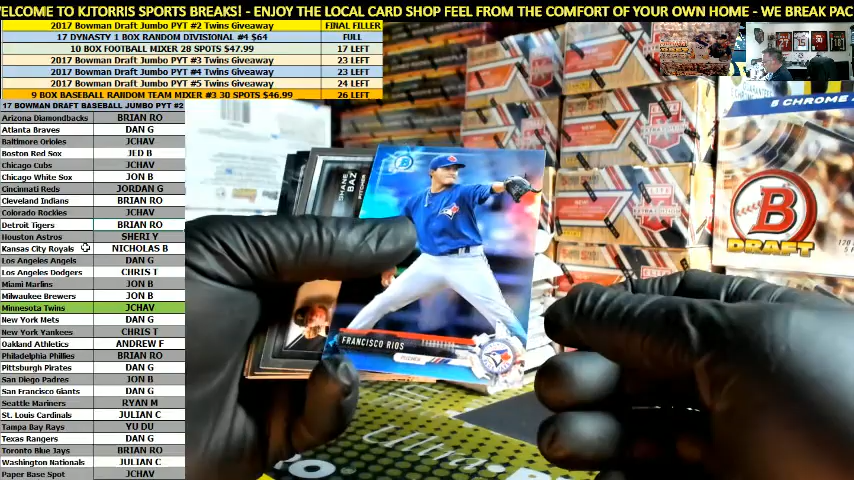 ELCOME TO KJTORRIS SPORTS BREAKS! - ENJOY THE LOCAL CARD SHOP FEEL FROM THE COMFORT OF YOUR OWN HOME - WE BREAK PAC
2017 Bowman Draft Jumbo PYT #2 Twins Giveaway FINAL FILLER
17 DYNASTY 1 BOX RANDOM DIVISIONAL #4 $64 FULL
10 BOX FOOTBALL MIXER 28 SPOTS $47.99 17 LEFT
2017 Bowman Draft Jumbo PYT #3 Twins Giveaway 23 LEFT
2017 Bowman Draft Jumbo PYT #4 Twins Giveaway 23 LEFT
2017 Bowman Draft Jumbo PYT #5 Twins Giveaway 24 LEFT
9 BOX BASEBALL RAINDOM TEAM MIXER #3 30 SPOTS $46.99 26 LEFT
17 BOWMAN DRAFT BASEBALL JUMBO PYT #2
Arizona Diamondbacks BRIAN RO
Atlanta Braves DAN G
Baltimore Orioles JCHAV
Boston Red Sox JED B
Chicago Cubs JCHAV
Chicago White Sox JON B
Cincinnati Reds JORDAN G
Cleveland Indians BRIAN RO
Colorado Rockies JCHAV
Detroit Tigers BRIAN RO
Houston Astros SHERI Y
Kansas City Royals NICHOLAS B
Los Angeles Angels DAN G
Los Angeles Dodgers CHRIS T
Miami Marlins JON B
Milwaukee Brewers JON B
Minnesota Twins JCHAV
New York Mets DAN G
New York Yankees CHRIS T
Oakland Athletics ANDREW F
Philadelphia Phillies BRIAN RO
Pittsburgh Pirates DAN G
San Diego Padres JON B
San Francisco Giants DAN G
Seattle Mariners RYAN M
St. Louis Cardinals JULIAN C
Tampa Bay Rays YU DU
Texas Rangers DAN G
Toronto Blue Jays BRIAN RO
Washington Nationals JULIAN C
Paper Base Spot JCHAV
SHANE BAZ
PITCHER
FRANCISCO RIOS
PITCHER
5 CHROME
B
DRAFT